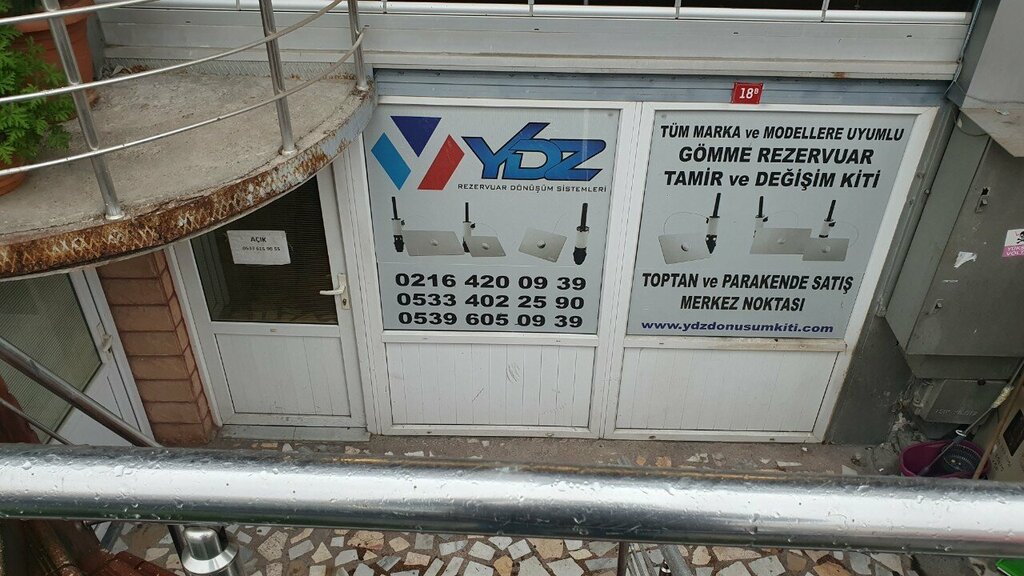 18B
YDZ
REZERVUAR DÖNÜŞÜM SİSTEMLERİ
0216 420 09 39
0533 402 25 90
0539 605 09 39
TÜM MARKA ve MODELLERE UYUMLU
GÖMME REZERVUAR
TAMİR ve DEĞİŞİM KİTİ
TOPTAN ve PARAKENDE SATIŞ
MERKEZ NOKTASI
www.ydzdonusumkiti.com
AÇIK